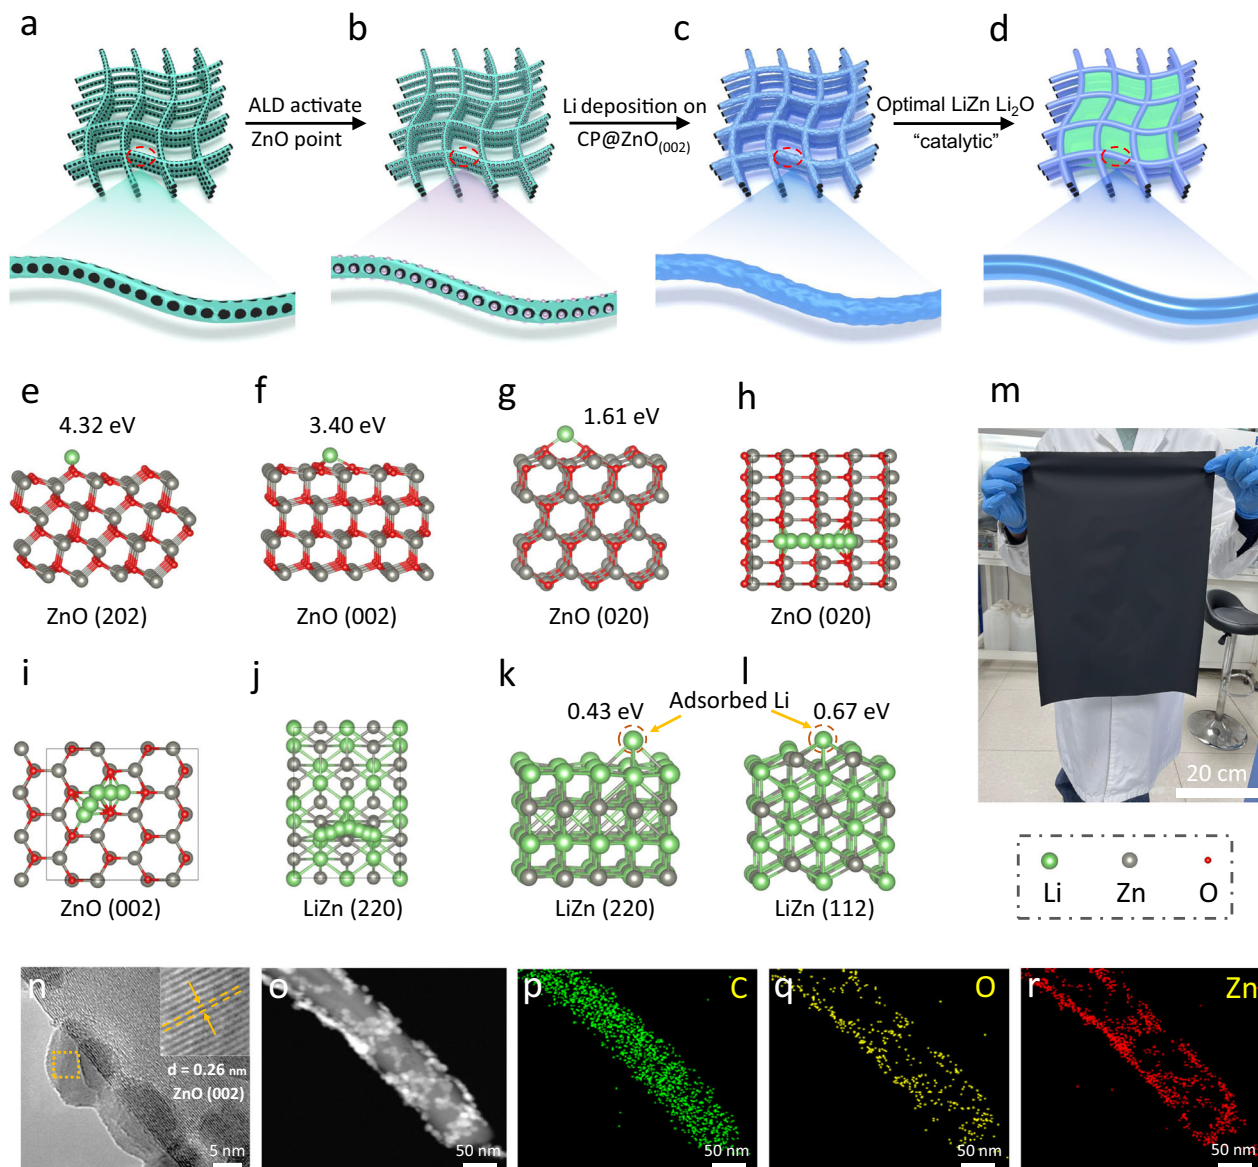 a
b
c
d
ALD activate
ZnO point
Li deposition on
CP@ZnO(002)
Optimal LiZn Li2O
“catalytic”
e
f
g
h
m
4.32 eV
3.40 eV
1.61 eV
ZnO (202)
ZnO (002)
ZnO (020)
ZnO (020)
20 cm
i
j
k
l
Adsorbed Li
0.43 eV
0.67 eV
ZnO (002)
LiZn (220)
LiZn (220)
LiZn (112)
Li
Zn
O
n
d = 0.26 nm
ZnO (002)
5 nm
o
50 nm
p
C
50 nm
q
O
50 nm
r
Zn
50 nm